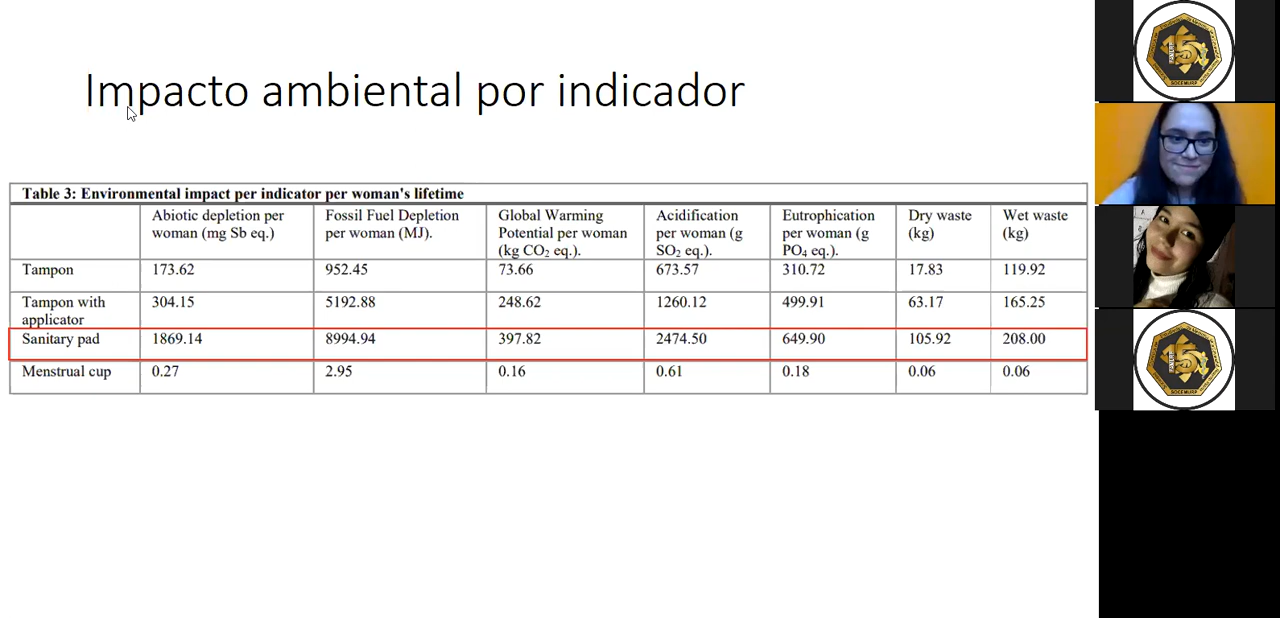 Impacto ambiental por indicador
Table 3: Environmental impact per indicator per woman's lifetime
Abiotic depletion per woman (mg Sb eq.) Fossil Fuel Depletion per woman (MJ). Global Warming Potential per woman (kg CO₂ eq.). Acidification per woman (g SO₂ eq.). Eutrophication per woman (g PO₄ eq.). Dry waste (kg) Wet waste (kg)
Tampon 173.62 952.45 73.66 673.57 310.72 17.83 119.92
Tampon with applicator 304.15 5192.88 248.62 1260.12 499.91 63.17 165.25
Sanitary pad 1869.14 8994.94 397.82 2474.50 649.90 105.92 208.00
Menstrual cup 0.27 2.95 0.16 0.61 0.18 0.06 0.06
SOCEMURP
SOCEMURP